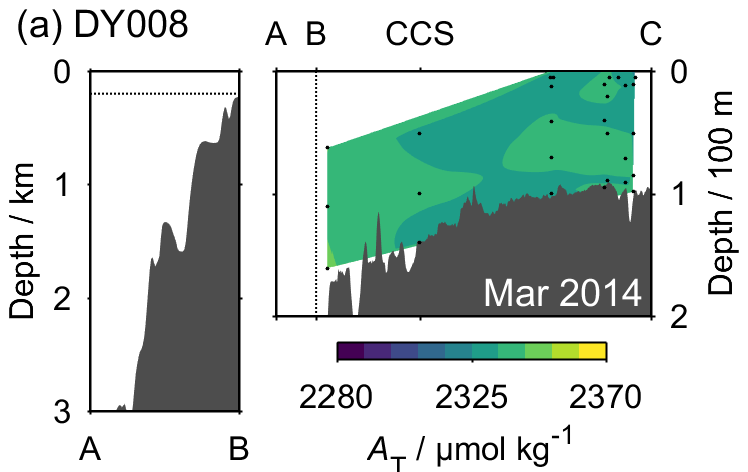 (a) DY008
A B CCS C
0
1
2
3
Depth / km
A B
0
1
2
Depth / 100 m
Mar 2014
2280 2325 2370
A_T / μmol kg⁻¹